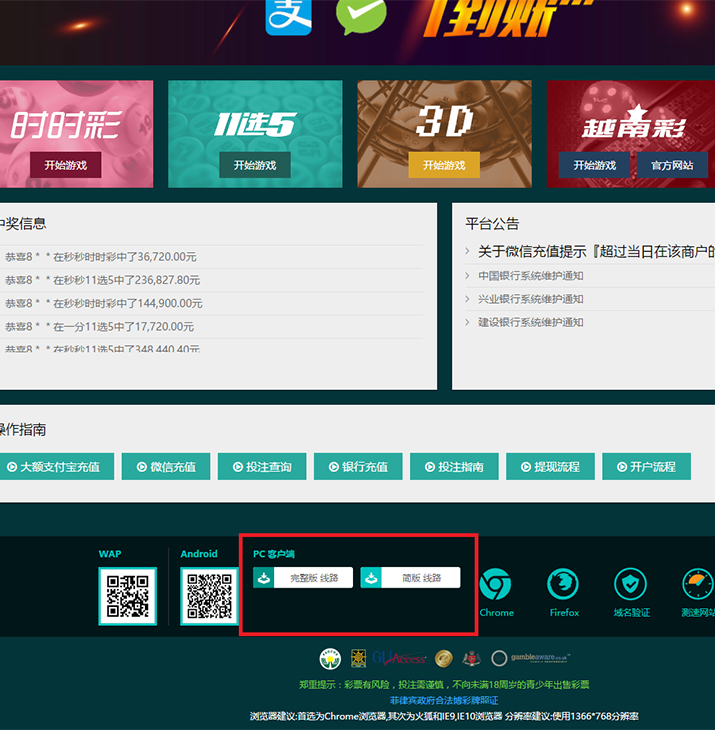 支
到账
时时彩
11选5
3D
越南彩
开始游戏
开始游戏
开始游戏
开始游戏 官方网站
中奖信息
恭喜8＊＊在秒秒时时彩中了36,720.00元
恭喜8＊＊在秒秒11选5中了236,827.80元
恭喜8＊＊在秒秒时时彩中了144,900.00元
恭喜8＊＊在一分11选5中了17,720.00元
恭喜8＊＊在秒秒11选5中了348,440.40元
平台公告
关于微信充值提示『超过当日在该商户的
中国银行系统维护通知
兴业银行系统维护通知
建设银行系统维护通知
操作指南
大额支付宝充值 微信充值 投注查询 银行充值 投注指南 提现流程 开户流程
WAP
Android
PC 客户端
完整版 线路
简版 线路
Chrome
Firefox
域名验证
测速网站
Access
gambleaware.co.uk
郑重提示：彩票有风险，投注需谨慎，不向未满18周岁的青少年出售彩票
菲律宾政府合法博彩牌照证
浏览器建议:首选为Chrome浏览器,其次为火狐和IE9,IE10浏览器 分辨率建议:使用1366*768分辨率